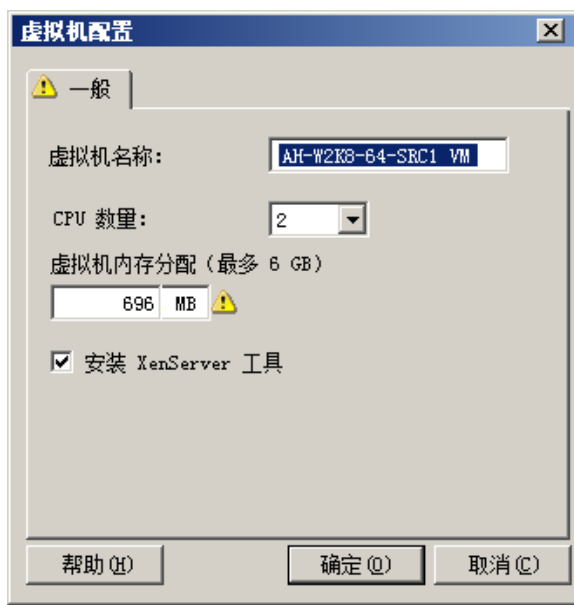 虚拟机配置
一般
虚拟机名称: AH-W2K8-64-SRC1 VM
CPU 数量: 2
虚拟机内存分配（最多 6 GB）
696 MB
安装 XenServer 工具
帮助(H) 确定(O) 取消(C)